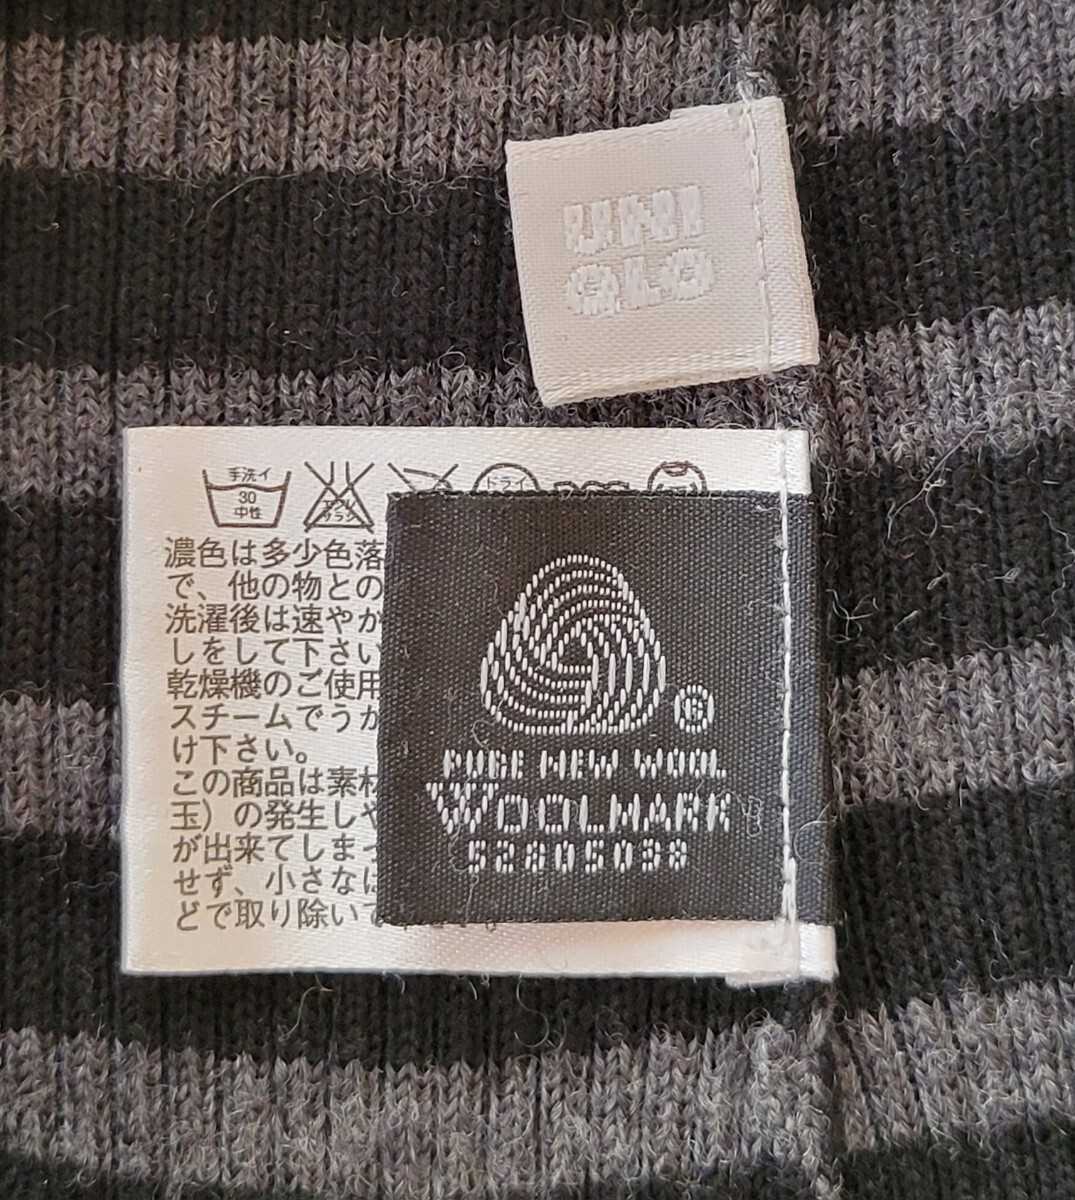 UNI
QLO
手洗イ
30
中性
ドライ
濃色は多少色落
で、他の物との
洗濯後は速やか
しをして下さい
乾燥機のご使用
スチームでうか
け下さい。
この商品は素材
玉）の発生しや
が出来てしまっ
せず、小さなは
どで取り除いて
PURE NEW WOOL
WOOLMARK
52805098